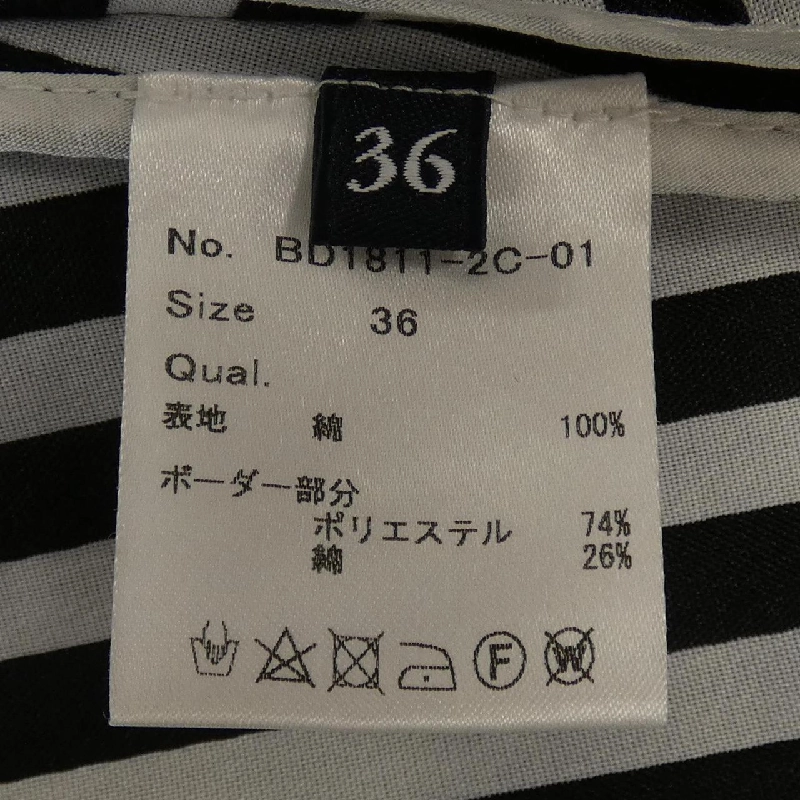 36
No. BD1811-2C-01
Size 36
Qual.
表地 綿 100%
ボーダー部分
ポリエステル 74%
綿 26%
F W